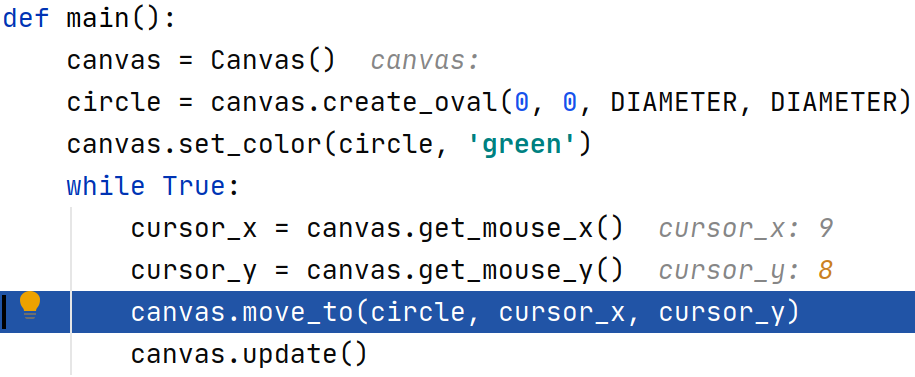 def main():
    canvas = Canvas()  canvas:
    circle = canvas.create_oval(0, 0, DIAMETER, DIAMETER)
    canvas.set_color(circle, 'green')
    while True:
        cursor_x = canvas.get_mouse_x()  cursor_x: 9
        cursor_y = canvas.get_mouse_y()  cursor_y: 8
        canvas.move_to(circle, cursor_x, cursor_y)
        canvas.update()